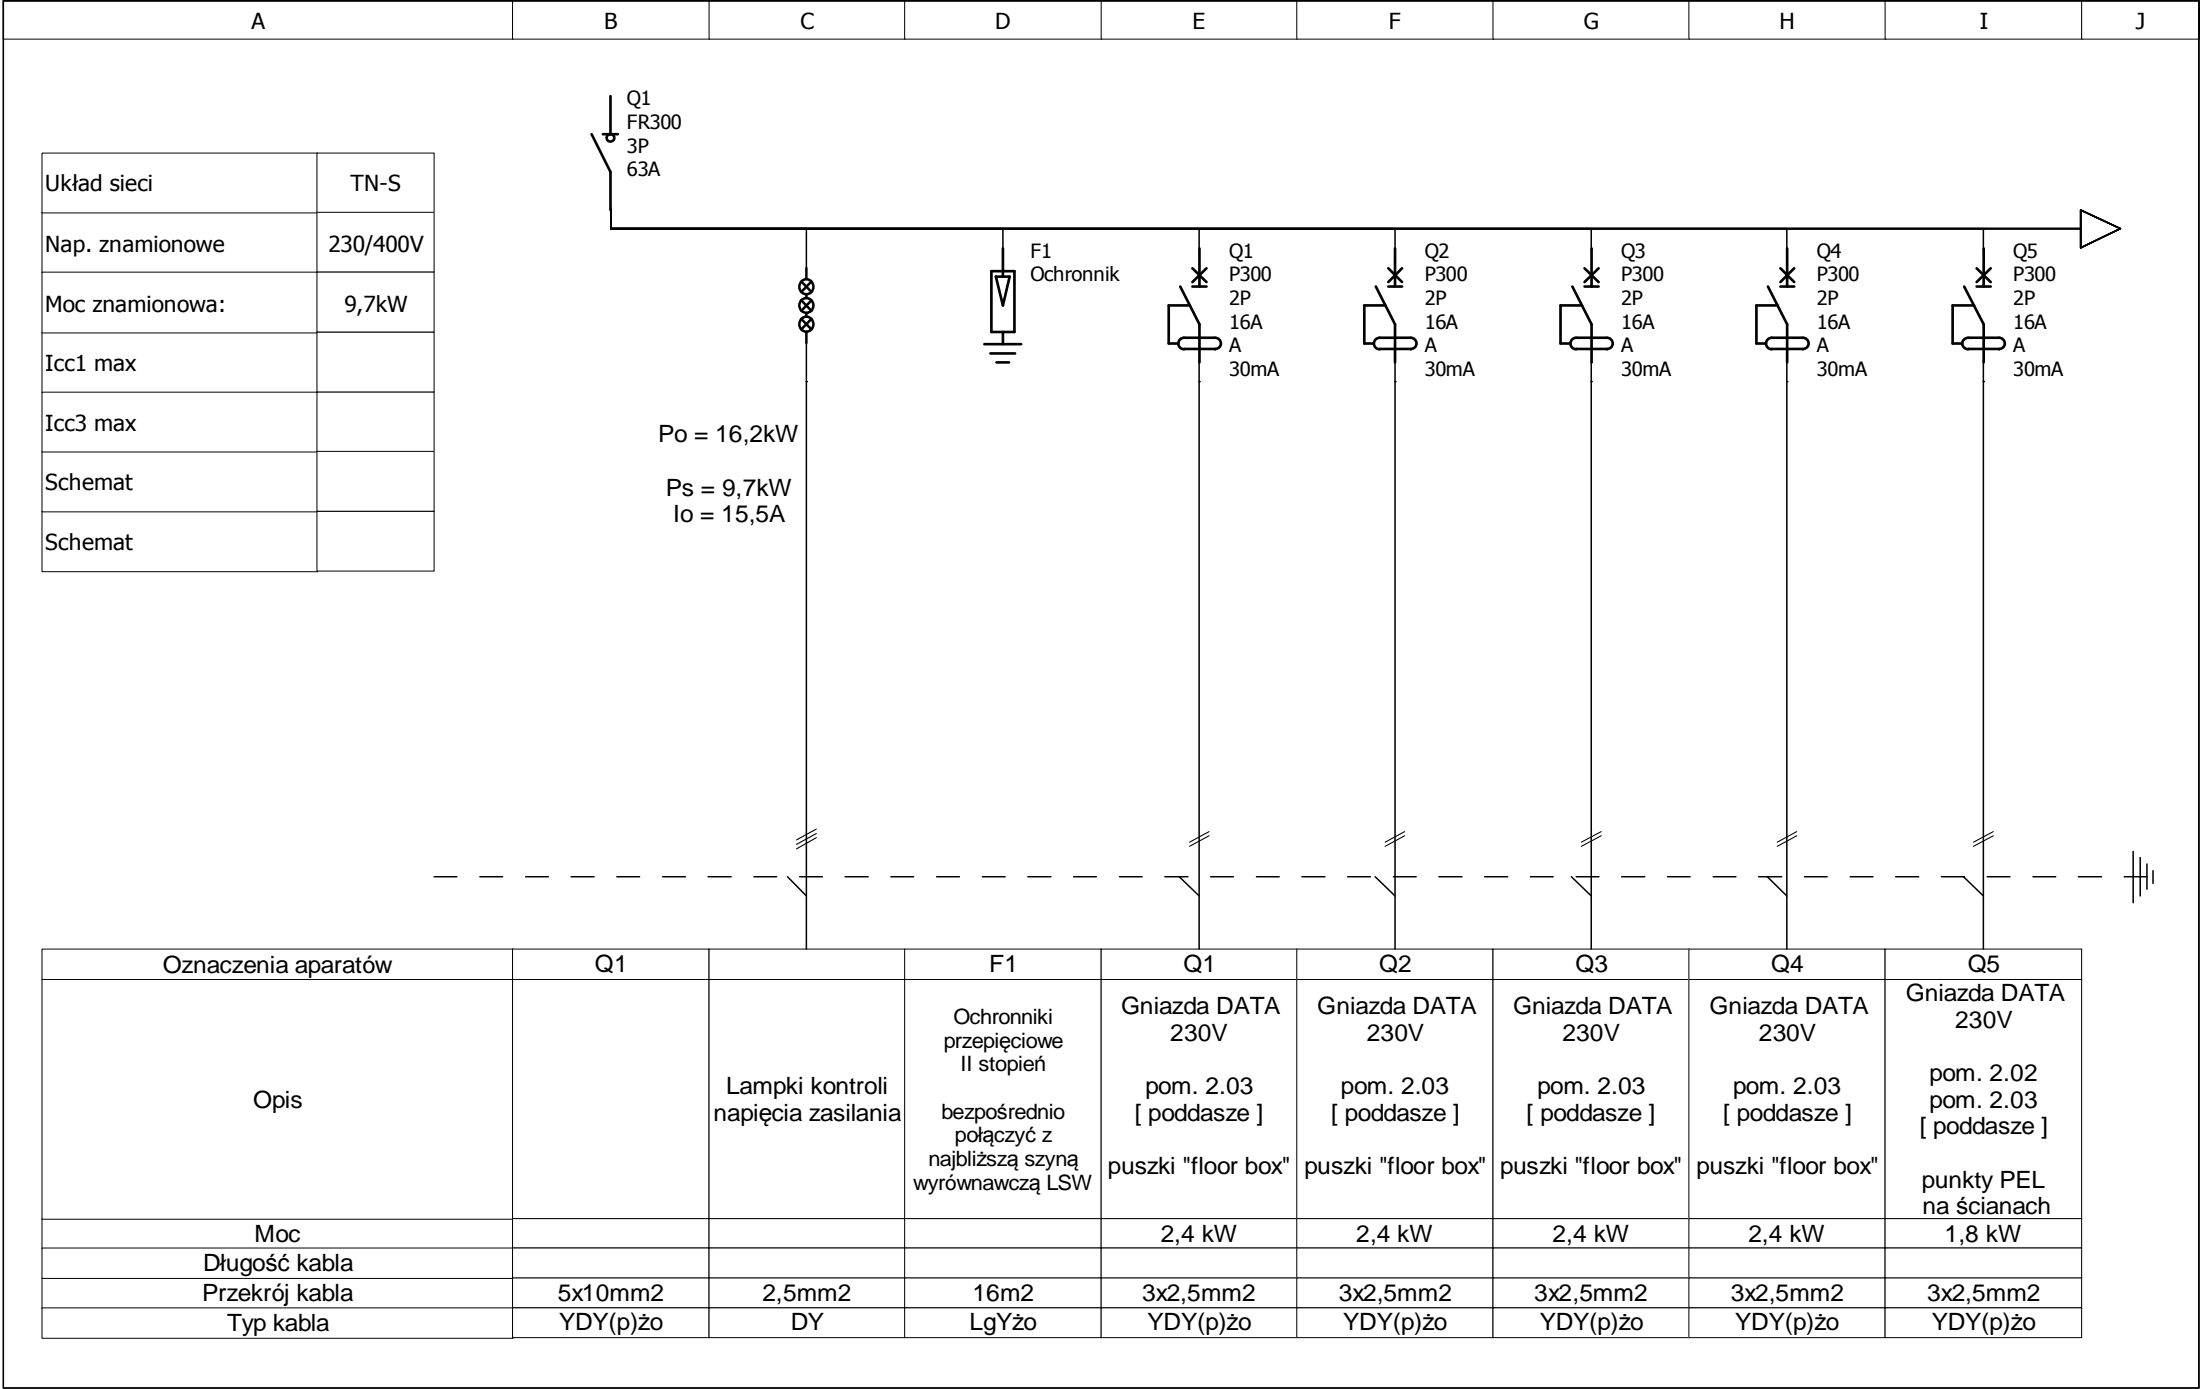 A B C D E F G H I J
Q1
FR300
3P
63A
Układ sieci TN-S
Nap. znamionowe 230/400V
Moc znamionowa: 9,7kW
Icc1 max
Icc3 max
Schemat
Schemat
F1
Ochronnik
Q1
P300
2P
16A
A
30mA
Q2
P300
2P
16A
A
30mA
Q3
P300
2P
16A
A
30mA
Q4
P300
2P
16A
A
30mA
Q5
P300
2P
16A
A
30mA
Po = 16,2kW
Ps = 9,7kW
Io = 15,5A
Oznaczenia aparatów Q1 F1 Q1 Q2 Q3 Q4 Q5
Opis
Lampki kontroli
napięcia zasilania
Ochronniki
przepięciowe
II stopień
bezpośrednio
połączyć z
najbliższą szyną
wyrównawczą LSW
Gniazda DATA
230V
pom. 2.03
[ poddasze ]
puszki "floor box"
Gniazda DATA
230V
pom. 2.03
[ poddasze ]
puszki "floor box"
Gniazda DATA
230V
pom. 2.03
[ poddasze ]
puszki "floor box"
Gniazda DATA
230V
pom. 2.03
[ poddasze ]
puszki "floor box"
Gniazda DATA
230V
pom. 2.02
pom. 2.03
[ poddasze ]
punkty PEL
na ścianach
Moc 2,4 kW 2,4 kW 2,4 kW 2,4 kW 1,8 kW
Długość kabla
Przekrój kabla 5x10mm2 2,5mm2 16m2 3x2,5mm2 3x2,5mm2 3x2,5mm2 3x2,5mm2 3x2,5mm2
Typ kabla YDY(p)żo DY LgYżo YDY(p)żo YDY(p)żo YDY(p)żo YDY(p)żo YDY(p)żo